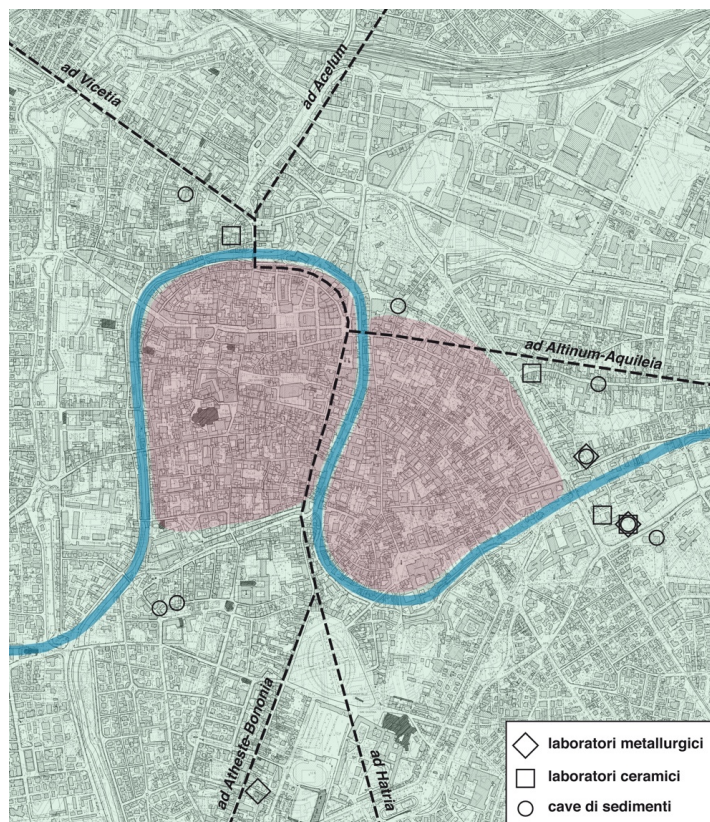 ad Vicetia
ad Acelum
ad Altinum-Aquileia
ad Atheste-Bononia
ad Hatria
laboratori metallurgici
laboratori ceramici
cave di sedimenti